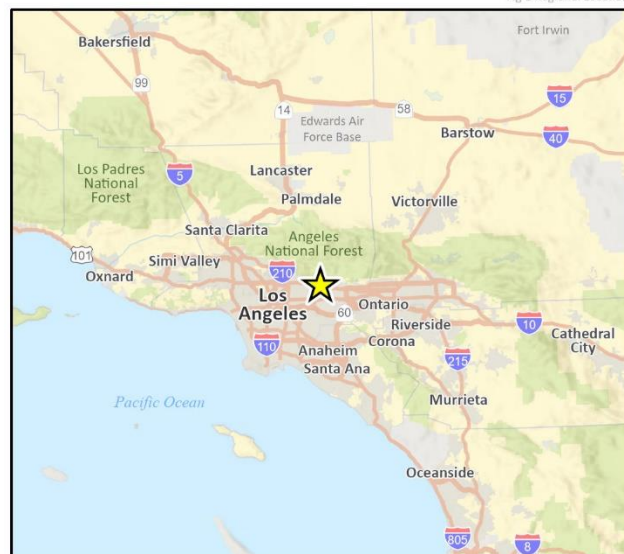 Fort Irwin
Bakersfield
99
14
58
15
Edwards Air
Force Base
Barstow
40
Los Padres
National
Forest
5
Lancaster
Palmdale
Victorville
Santa Clarita
Angeles
National Forest
101
Simi Valley
Oxnard
210
Los
Angeles
60
Ontario
Riverside
10
Cathedral
City
110
Anaheim
Corona
215
Santa Ana
Pacific Ocean
Murrieta
Oceanside
805
8